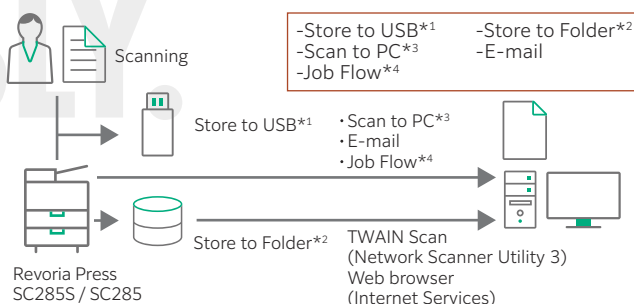 Scanning
-Store to USB*1
-Store to Folder*2
-Scan to PC*3
-E-mail
-Job Flow*4
Store to USB*1
・Scan to PC*3
・E-mail
・Job Flow*4
Store to Folder*2
TWAIN Scan
(Network Scanner Utility 3)
Web browser
(Internet Services)
Revoria Press
SC285S / SC285